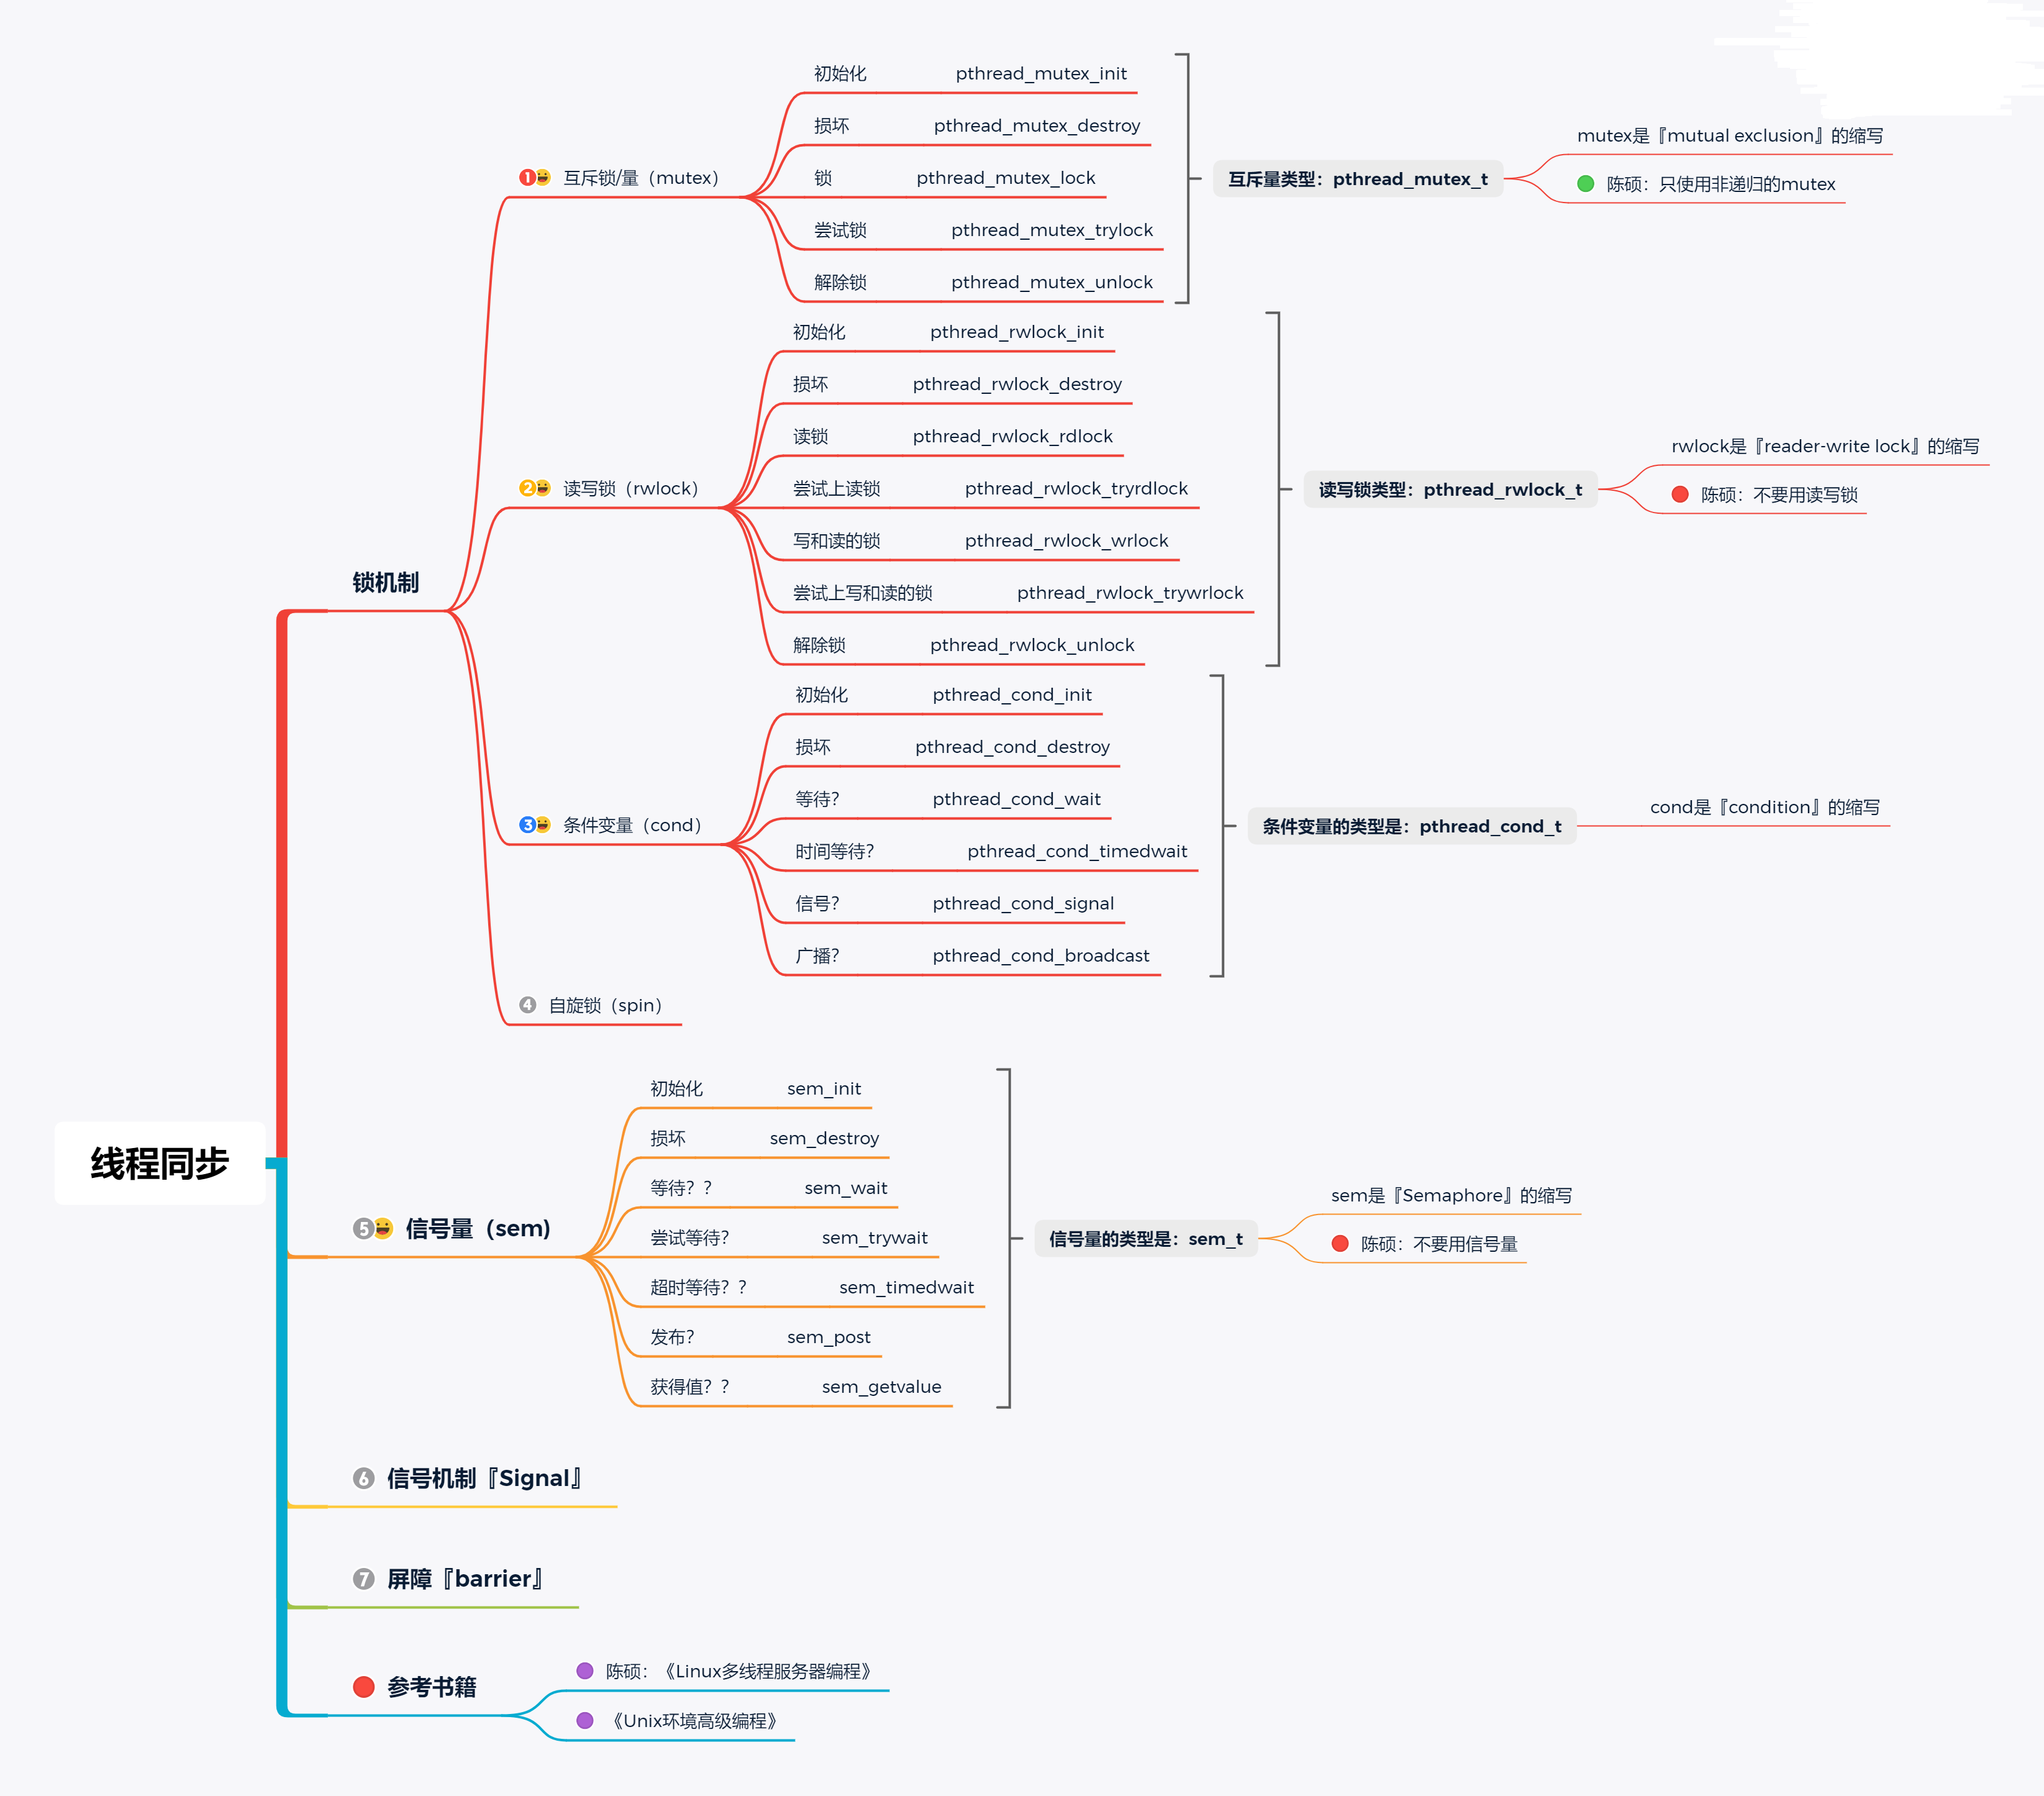 线程同步
锁机制
1 互斥锁/量（mutex）
初始化 pthread_mutex_init
损坏 pthread_mutex_destroy
锁 pthread_mutex_lock
尝试锁 pthread_mutex_trylock
解除锁 pthread_mutex_unlock
互斥量类型：pthread_mutex_t
mutex是『mutual exclusion』的缩写
陈硕：只使用非递归的mutex
2 读写锁（rwlock）
初始化 pthread_rwlock_init
损坏 pthread_rwlock_destroy
读锁 pthread_rwlock_rdlock
尝试上读锁 pthread_rwlock_tryrdlock
写和读的锁 pthread_rwlock_wrlock
尝试上写和读的锁 pthread_rwlock_trywrlock
解除锁 pthread_rwlock_unlock
读写锁类型：pthread_rwlock_t
rwlock是『reader-write lock』的缩写
陈硕：不要用读写锁
3 条件变量（cond）
初始化 pthread_cond_init
损坏 pthread_cond_destroy
等待？ pthread_cond_wait
时间等待？ pthread_cond_timedwait
信号？ pthread_cond_signal
广播？ pthread_cond_broadcast
条件变量的类型是：pthread_cond_t
cond是『condition』的缩写
4 自旋锁（spin）
5 信号量（sem)
初始化 sem_init
损坏 sem_destroy
等待？？ sem_wait
尝试等待？ sem_trywait
超时等待？？ sem_timedwait
发布？ sem_post
获得值？？ sem_getvalue
信号量的类型是：sem_t
sem是『Semaphore』的缩写
陈硕：不要用信号量
6 信号机制『Signal』
7 屏障『barrier』
参考书籍
陈硕：《Linux多线程服务器编程》
《Unix环境高级编程》